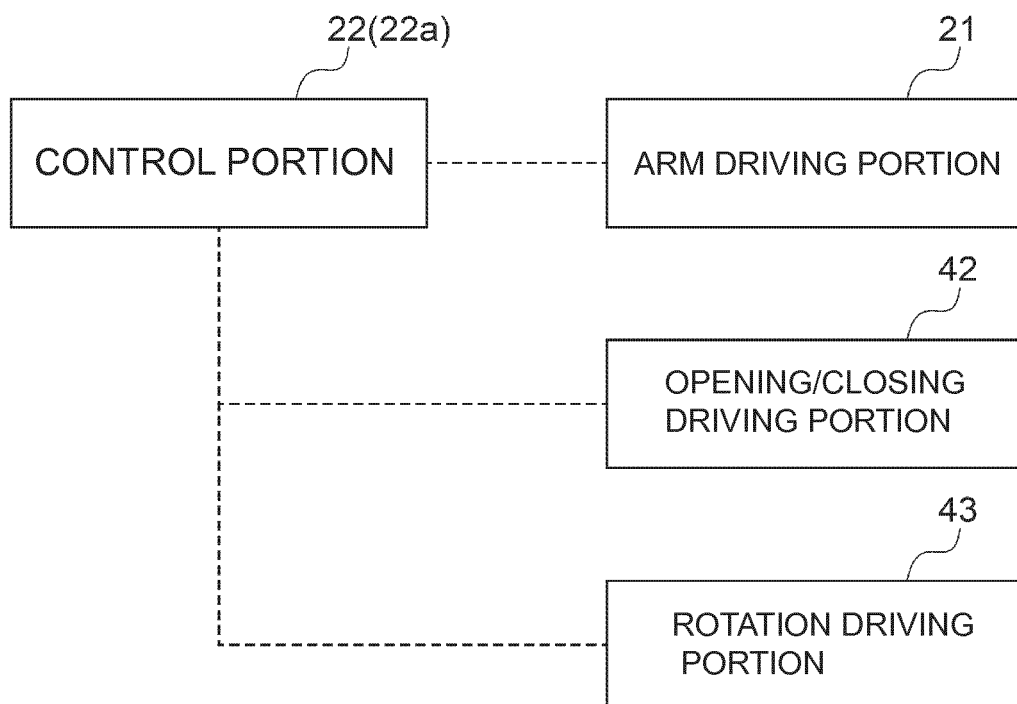 22(22a)
21
CONTROL PORTION
ARM DRIVING PORTION
42
OPENING/CLOSING
DRIVING PORTION
43
ROTATION DRIVING
PORTION